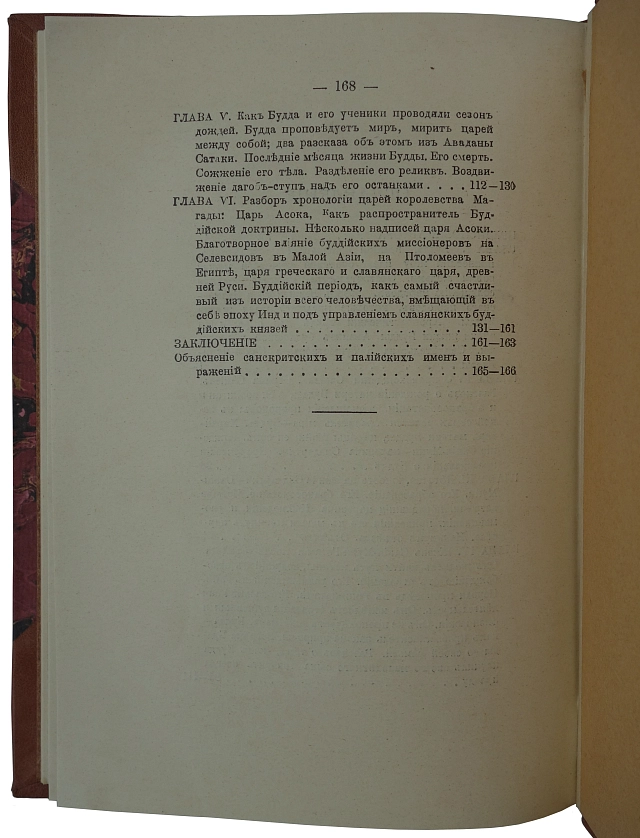 — 168 —
ГЛАВА V. Какъ Будда и его ученики проводили сезонъ
дождей. Будда проповѣдуетъ миръ, миритъ царей
между собой; два разсказа объ этомъ изъ Аваданы
Сатаки. Послѣдніе мѣсяца жизни Будды. Его смерть.
Сожженіе его тѣла. Раздѣленіе его реликвъ. Воздви-
женіе дагобъ-ступъ надъ его останками . . . . 112—130
ГЛАВА VI. Разборъ хронологіи царей королевства Ма-
гады: Царь Асока, Какъ распространитель Буд-
дійской доктрины. Нѣсколько надписей царя Асоки.
Благотворное вліяніе буддійскихъ миссіонеровъ на
Селевсидовъ въ Малой Азіи, на Птоломеевъ въ
Египтѣ, царя греческаго и славянскаго царя, древ-
ней Руси. Буддійскій періодъ, какъ самый счастли-
вый изъ исторіи всего человѣчества, вмѣщающій въ
себѣ эпоху Инд и подъ управленіемъ славянскихъ буд-
дійскихъ князей . . . . . . . . . . . . . . . 131—161
ЗАКЛЮЧЕНІЕ . . . . . . . . . . . . . . . . . 161—163
Объясненіе санскритскихъ и палійскихъ именъ и вы-
раженій . . . . . . . . . . . . . . . . . . . 165—166